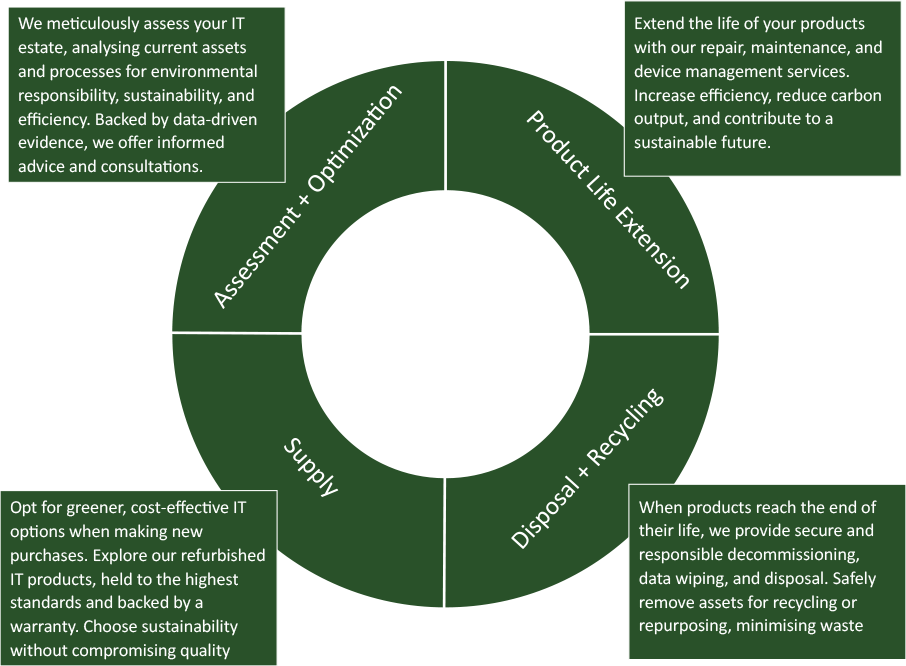 We meticulously assess your IT
estate, analysing current assets
and processes for environmental
responsibility, sustainability, and
efficiency. Backed by data-driven
evidence, we offer informed
advice and consultations.
Extend the life of your products
with our repair, maintenance, and
device management services.
Increase efficiency, reduce carbon
output, and contribute to a
sustainable future.
Assessment + Optimization
Product Life Extension
Supply
Disposal + Recycling
Opt for greener, cost-effective IT
options when making new
purchases. Explore our refurbished
IT products, held to the highest
standards and backed by a
warranty. Choose sustainability
without compromising quality
When products reach the end of
their life, we provide secure and
responsible decommissioning,
data wiping, and disposal. Safely
remove assets for recycling or
repurposing, minimising waste